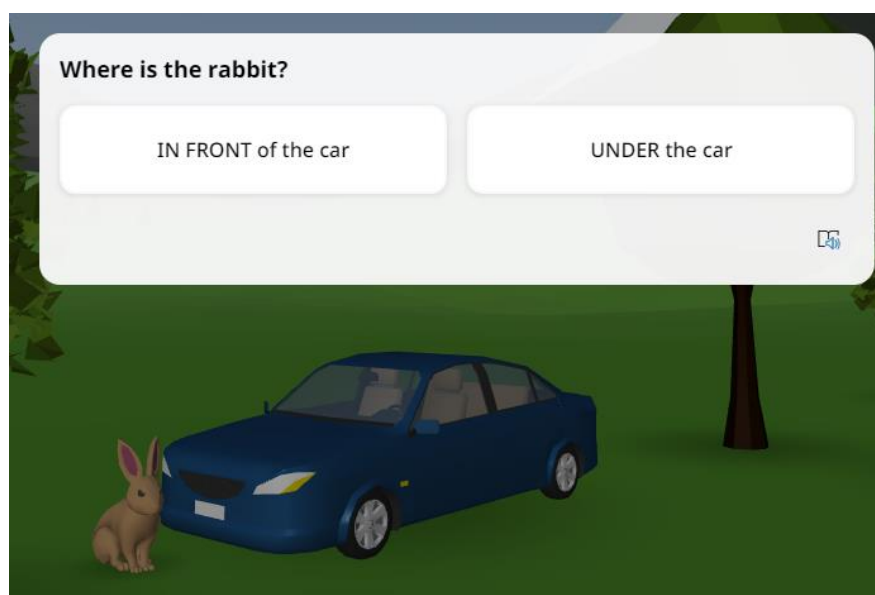 Where is the rabbit?
IN FRONT of the car
UNDER the car